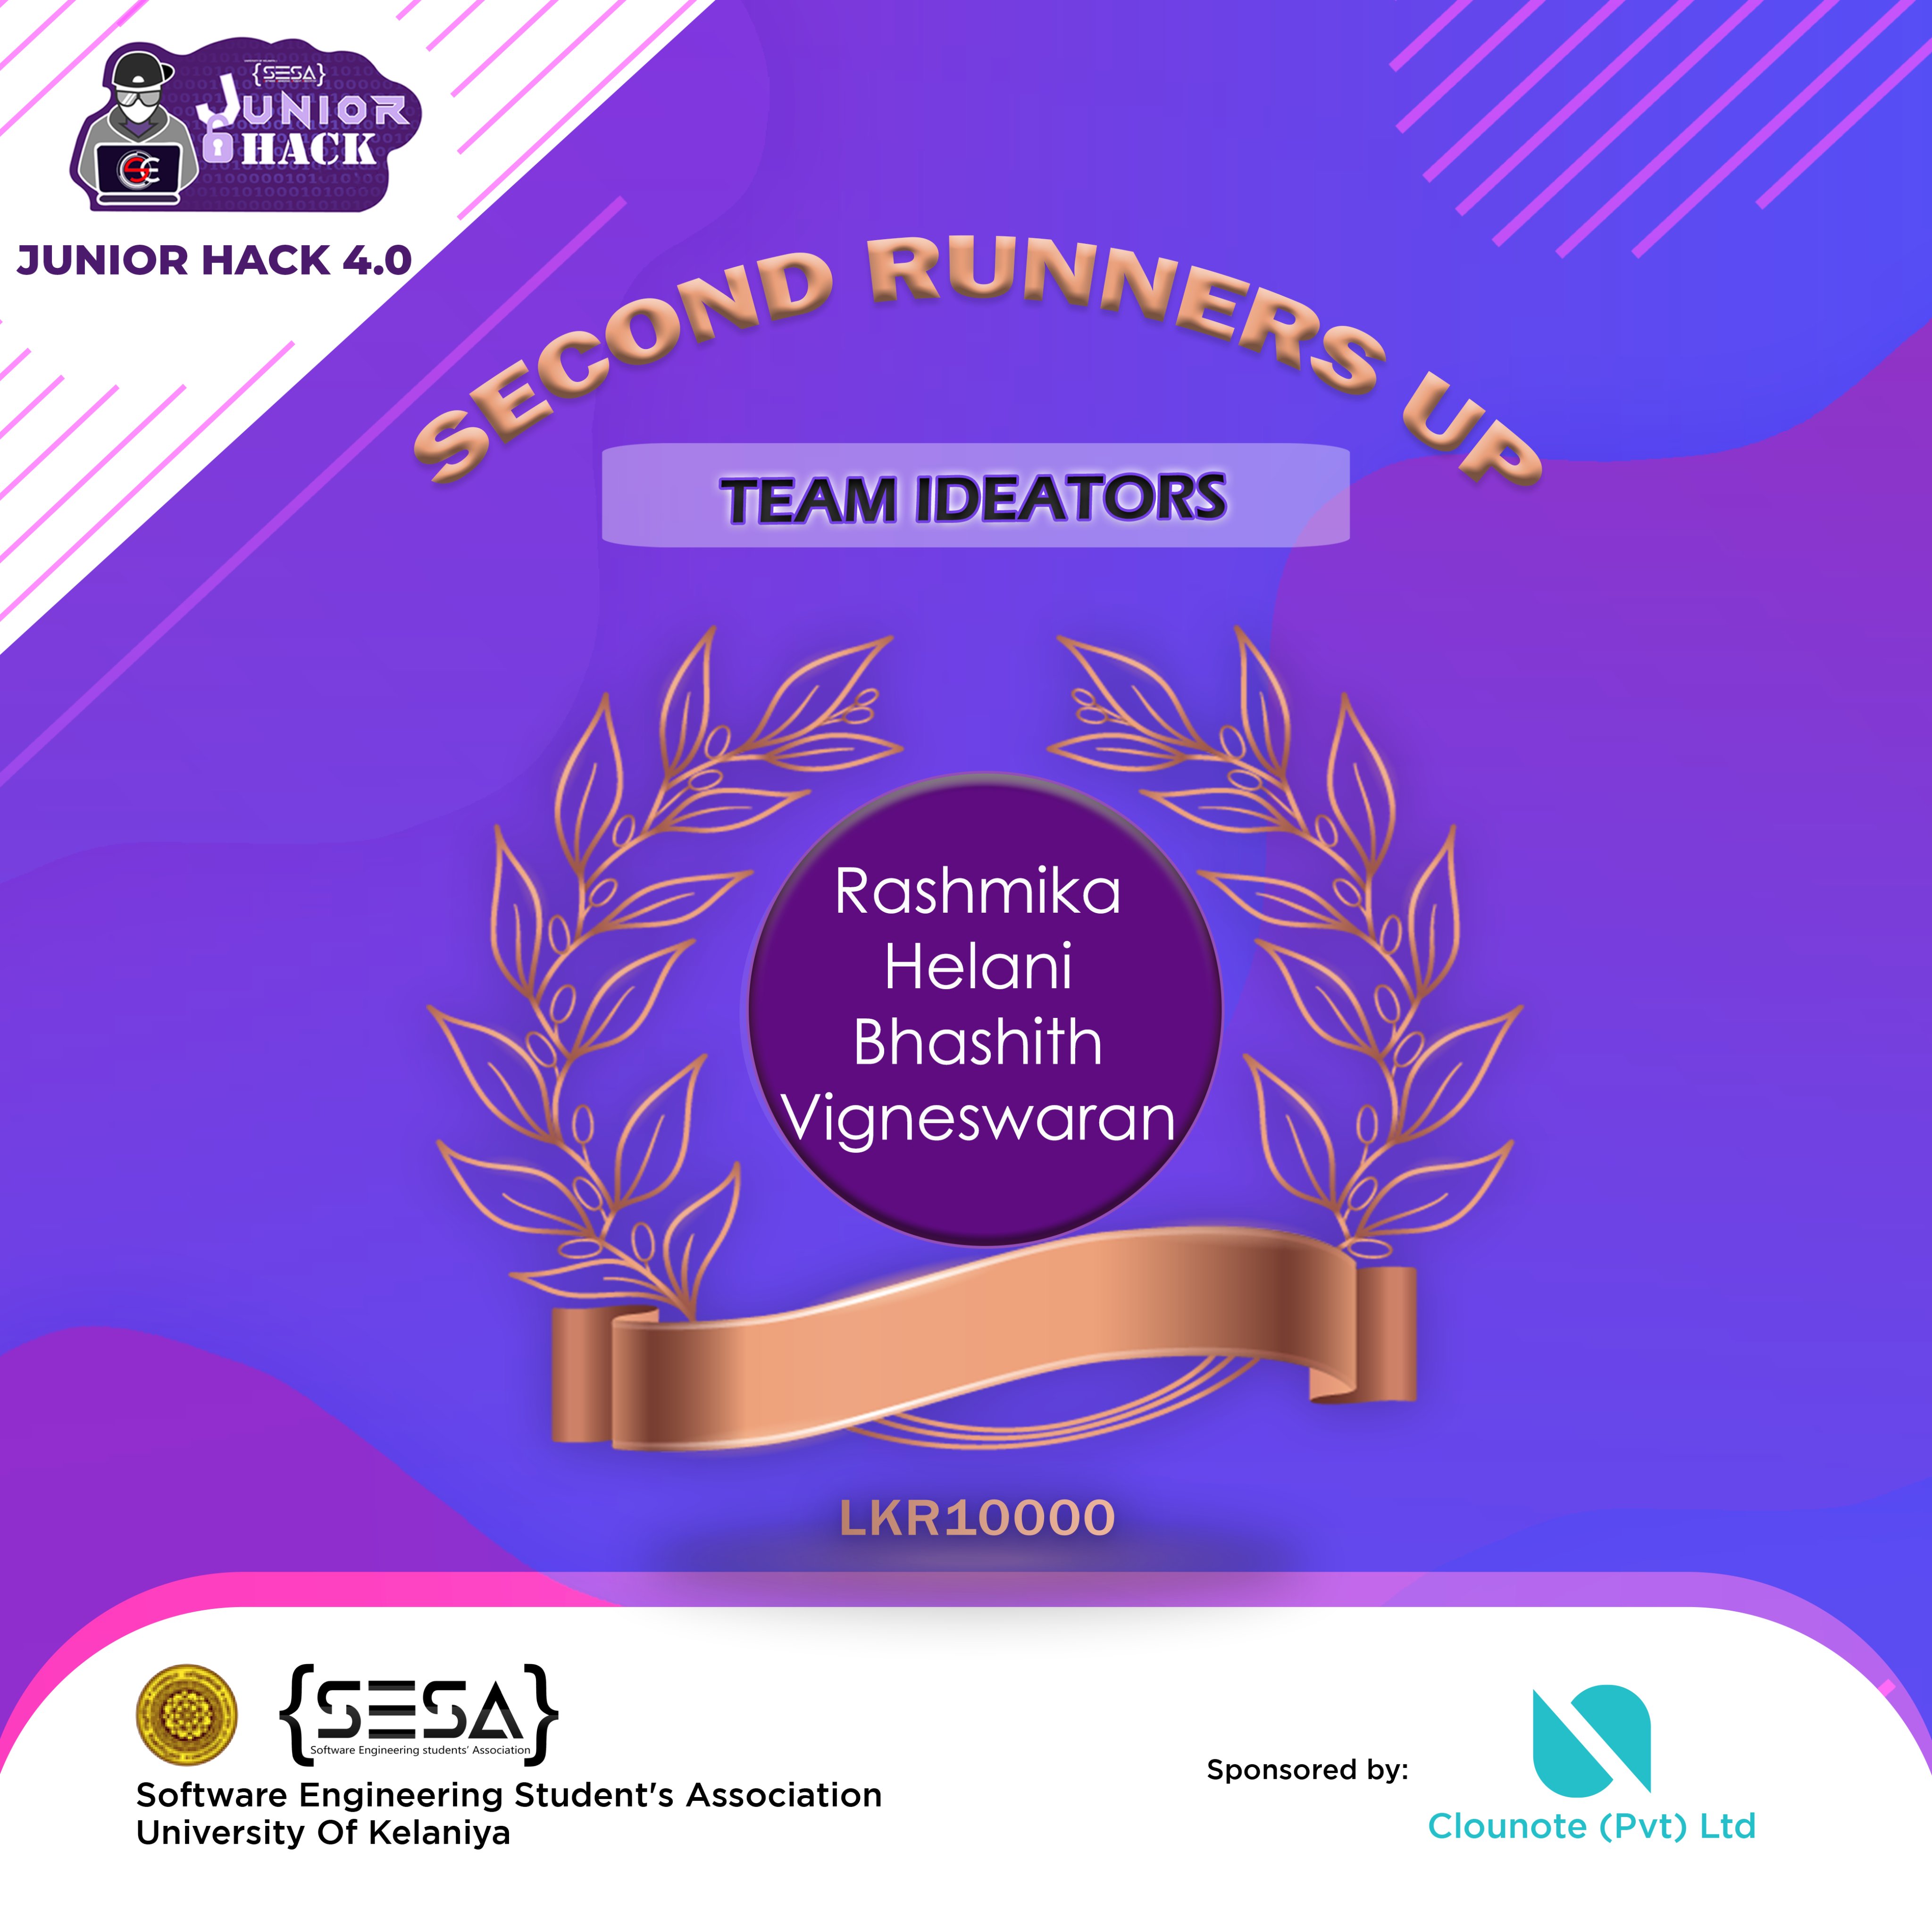 {SESA}
JUNIOR
HACK
JUNIOR HACK 4.0
SECOND RUNNERS UP
TEAM IDEATORS
Rashmika
Helani
Bhashith
Vigneswaran
LKR10000
{SESA}
Software Engineering students' Association
Software Engineering Student's Association
University Of Kelaniya
Sponsored by:
Clounote (Pvt) Ltd